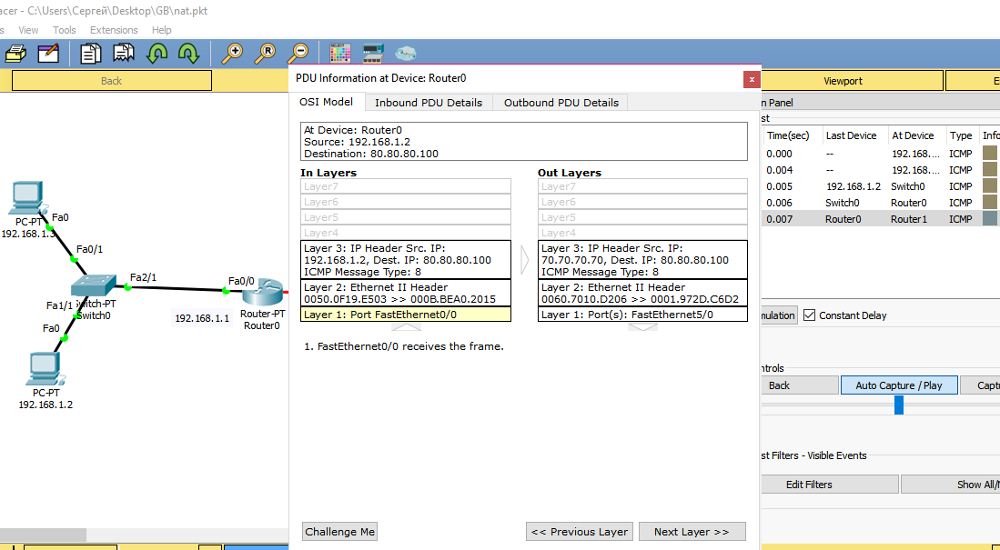 acer - C:\Users\Сергей\Desktop\GB\nat.pkt
s View Tools Extensions Help
Back
Viewport
PDU Information at Device: Router0
x
OSI Model Inbound PDU Details Outbound PDU Details
At Device: Router0
Source: 192.168.1.2
Destination: 80.80.80.100
In Layers
Layer7
Layer6
Layer5
Layer4
Layer 3: IP Header Src. IP:
192.168.1.2, Dest. IP: 80.80.80.100
ICMP Message Type: 8
Layer 2: Ethernet II Header
0050.0F19.E503 >> 000B.BEA0.2015
Layer 1: Port FastEthernet0/0
Out Layers
Layer7
Layer6
Layer5
Layer4
Layer 3: IP Header Src. IP:
70.70.70.70, Dest. IP: 80.80.80.100
ICMP Message Type: 8
Layer 2: Ethernet II Header
0060.7010.D206 >> 0001.972D.C6D2
Layer 1: Port(s): FastEthernet5/0
1. FastEthernet0/0 receives the frame.
Challenge Me
<< Previous Layer
Next Layer >>
PC-PT
192.168.1.3
Fa0
Fa0/1
Fa2/1
Fa0/0
Fa1/1
Switch-PT
Switch0
Fa0
PC-PT
192.168.1.2
192.168.1.1
Router-PT
Router0
n Panel
st
Time(sec) Last Device At Device Type Info
0.000 -- 192.168.... ICMP
0.004 -- 192.168.... ICMP
0.005 192.168.1.2 Switch0 ICMP
0.006 Switch0 Router0 ICMP
0.007 Router0 Router1 ICMP
mulation
Constant Delay
ntrols
Back
Auto Capture / Play
Captu
st Filters - Visible Events
Edit Filters
Show All/N